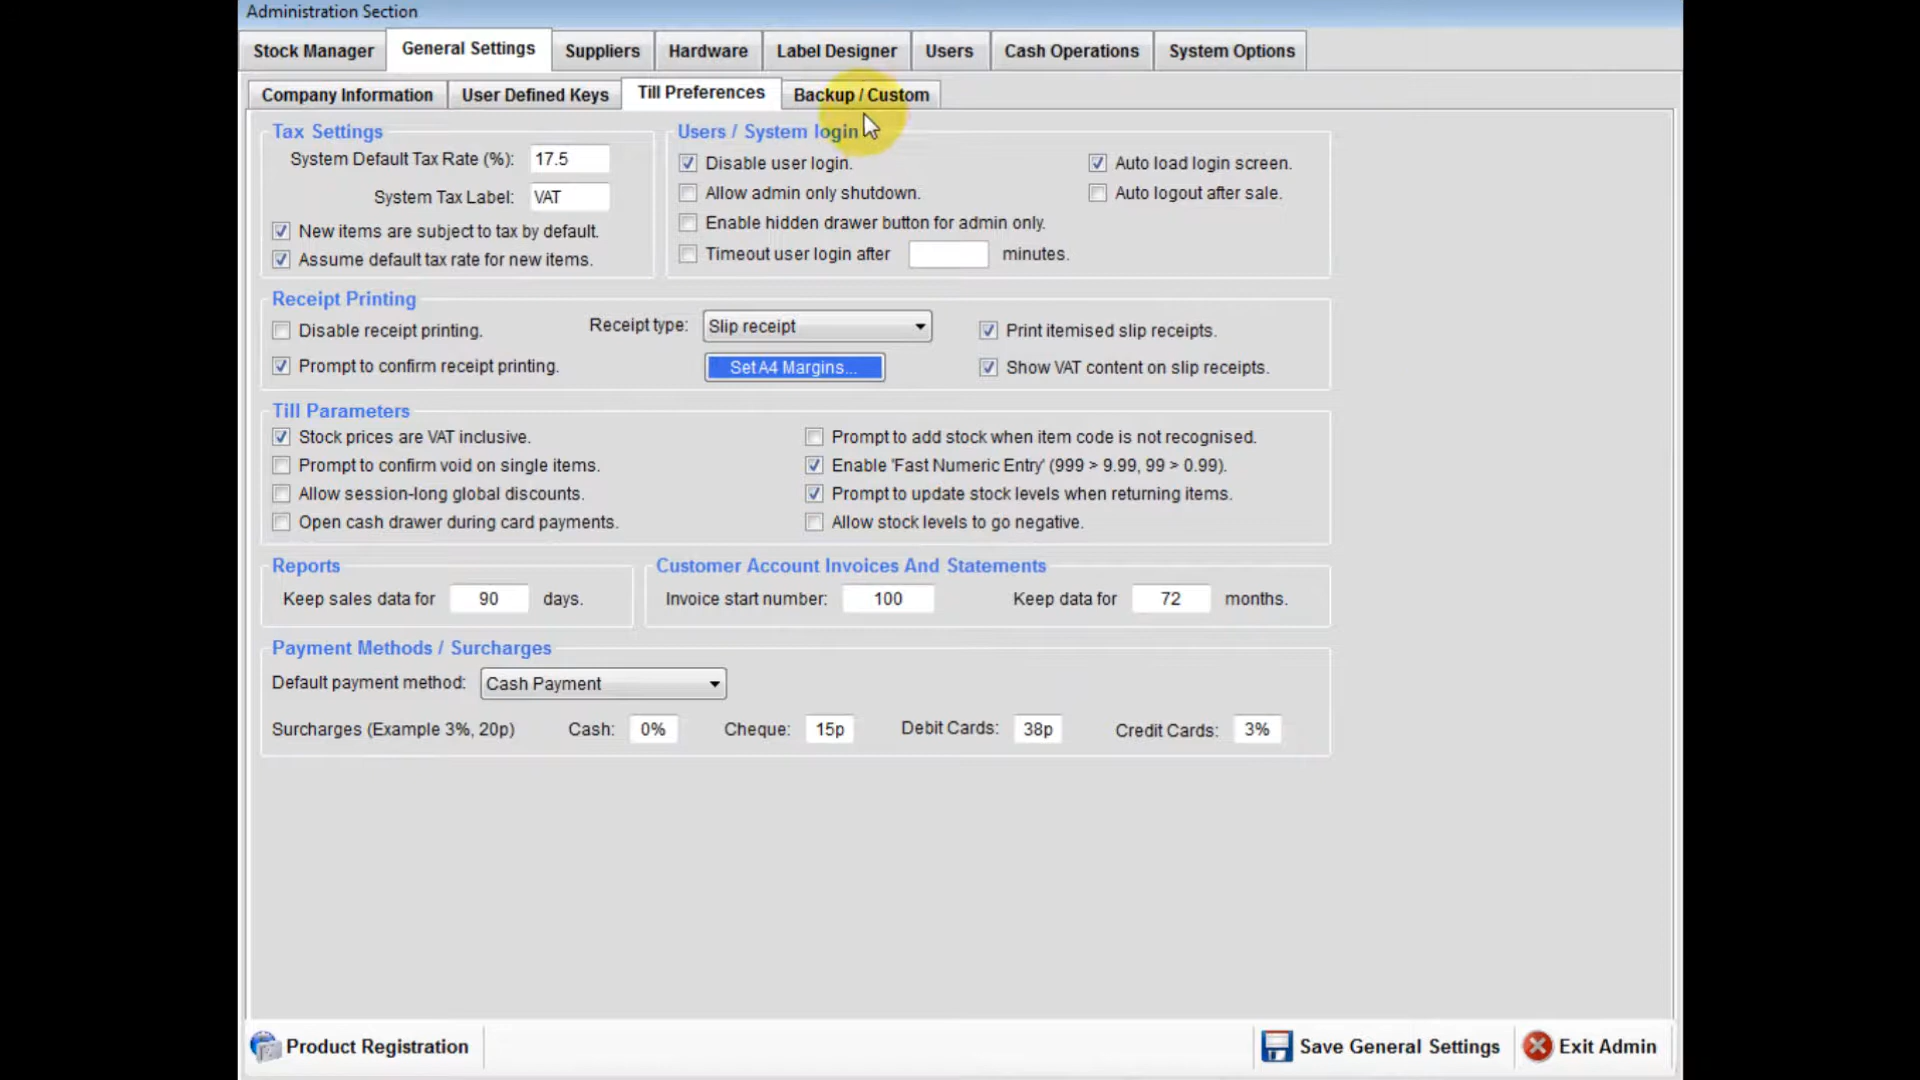 Administration Section
Stock Manager General Settings Suppliers Hardware Label Designer Users Cash Operations System Options
Company Information User Defined Keys Till Preferences Backup / Custom
Tax Settings
System Default Tax Rate (%): 17.5
System Tax Label: VAT
New items are subject to tax by default.
Assume default tax rate for new items.
Users / System login
Disable user login. Auto load login screen.
Allow admin only shutdown. Auto logout after sale.
Enable hidden drawer button for admin only.
Timeout user login after minutes.
Receipt Printing
Disable receipt printing. Receipt type: Slip receipt Print itemised slip receipts.
Prompt to confirm receipt printing. Set A4 Margins... Show VAT content on slip receipts.
Till Parameters
Stock prices are VAT inclusive. Prompt to add stock when item code is not recognised.
Prompt to confirm void on single items. Enable 'Fast Numeric Entry' (999 > 9.99, 99 > 0.99).
Allow session-long global discounts. Prompt to update stock levels when returning items.
Open cash drawer during card payments. Allow stock levels to go negative.
Reports
Keep sales data for 90 days.
Customer Account Invoices And Statements
Invoice start number: 100 Keep data for 72 months.
Payment Methods / Surcharges
Default payment method: Cash Payment
Surcharges (Example 3%, 20p) Cash: 0% Cheque: 15p Debit Cards: 38p Credit Cards: 3%
Product Registration Save General Settings Exit Admin